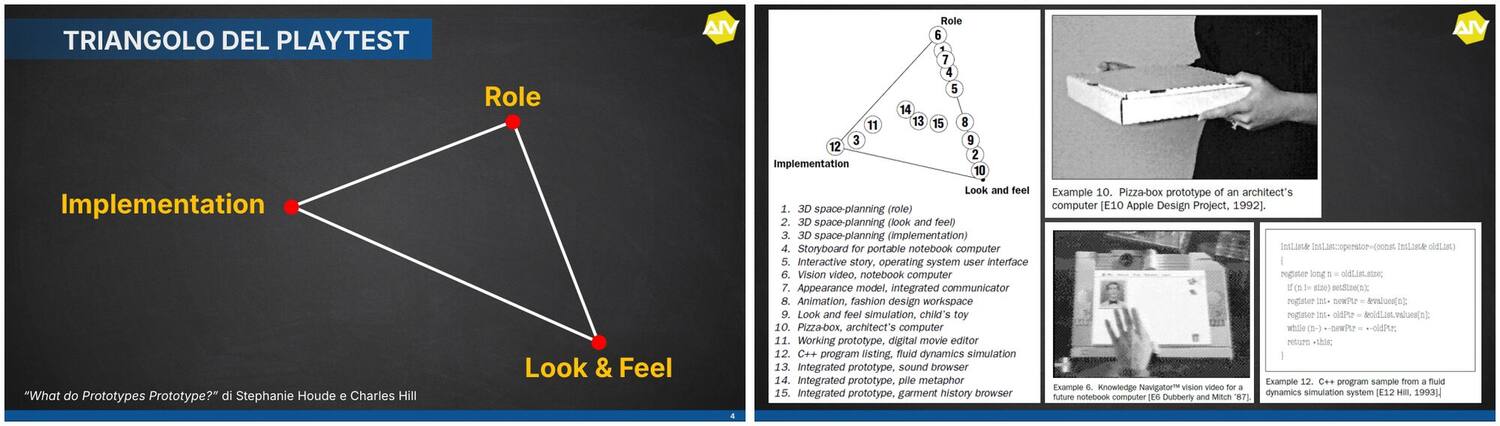 TRIANGOLO DEL PLAYTEST
AIV
Role
Implementation
Look & Feel
“What do Prototypes Prototype?” di Stephanie Houde e Charles Hill
4
AIV
Role
6
1
7
4
5
14
13
15
8
11
3
12
9
2
10
Implementation
Look and feel
1. 3D space-planning (role)
2. 3D space-planning (look and feel)
3. 3D space-planning (implementation)
4. Storyboard for portable notebook computer
5. Interactive story, operating system user interface
6. Vision video, notebook computer
7. Appearance model, integrated communicator
8. Animation, fashion design workspace
9. Look and feel simulation, child's toy
10. Pizza-box, architect's computer
11. Working prototype, digital movie editor
12. C++ program listing, fluid dynamics simulation
13. Integrated prototype, sound browser
14. Integrated prototype, pile metaphor
15. Integrated prototype, garment history browser
Example 10. Pizza-box prototype of an architect's
computer [E10 Apple Design Project, 1992].
Example 6. Knowledge Navigator™ vision video for a
future notebook computer [E6 Dubberly and Mitch '87].
IntList& IntList::operator=(const IntList& oldList)
{
register long n = oldList.size;
if (n != size) setSize(n);
register int* newPtr = &values[n];
register int* oldPtr = &oldList.values[n];
while (n--) *--newPtr = *--oldPtr;
return *this;
}
Example 12. C++ program sample from a fluid
dynamics simulation system [E12 Hill, 1993].